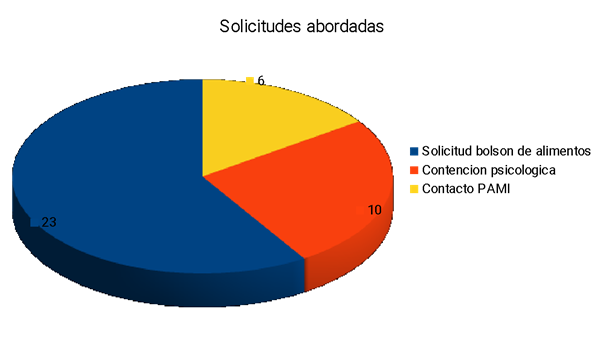 Solicitudes abordadas
6
Solicitud bolson de alimentos
Contencion psicologica
Contacto PAMI
10
23